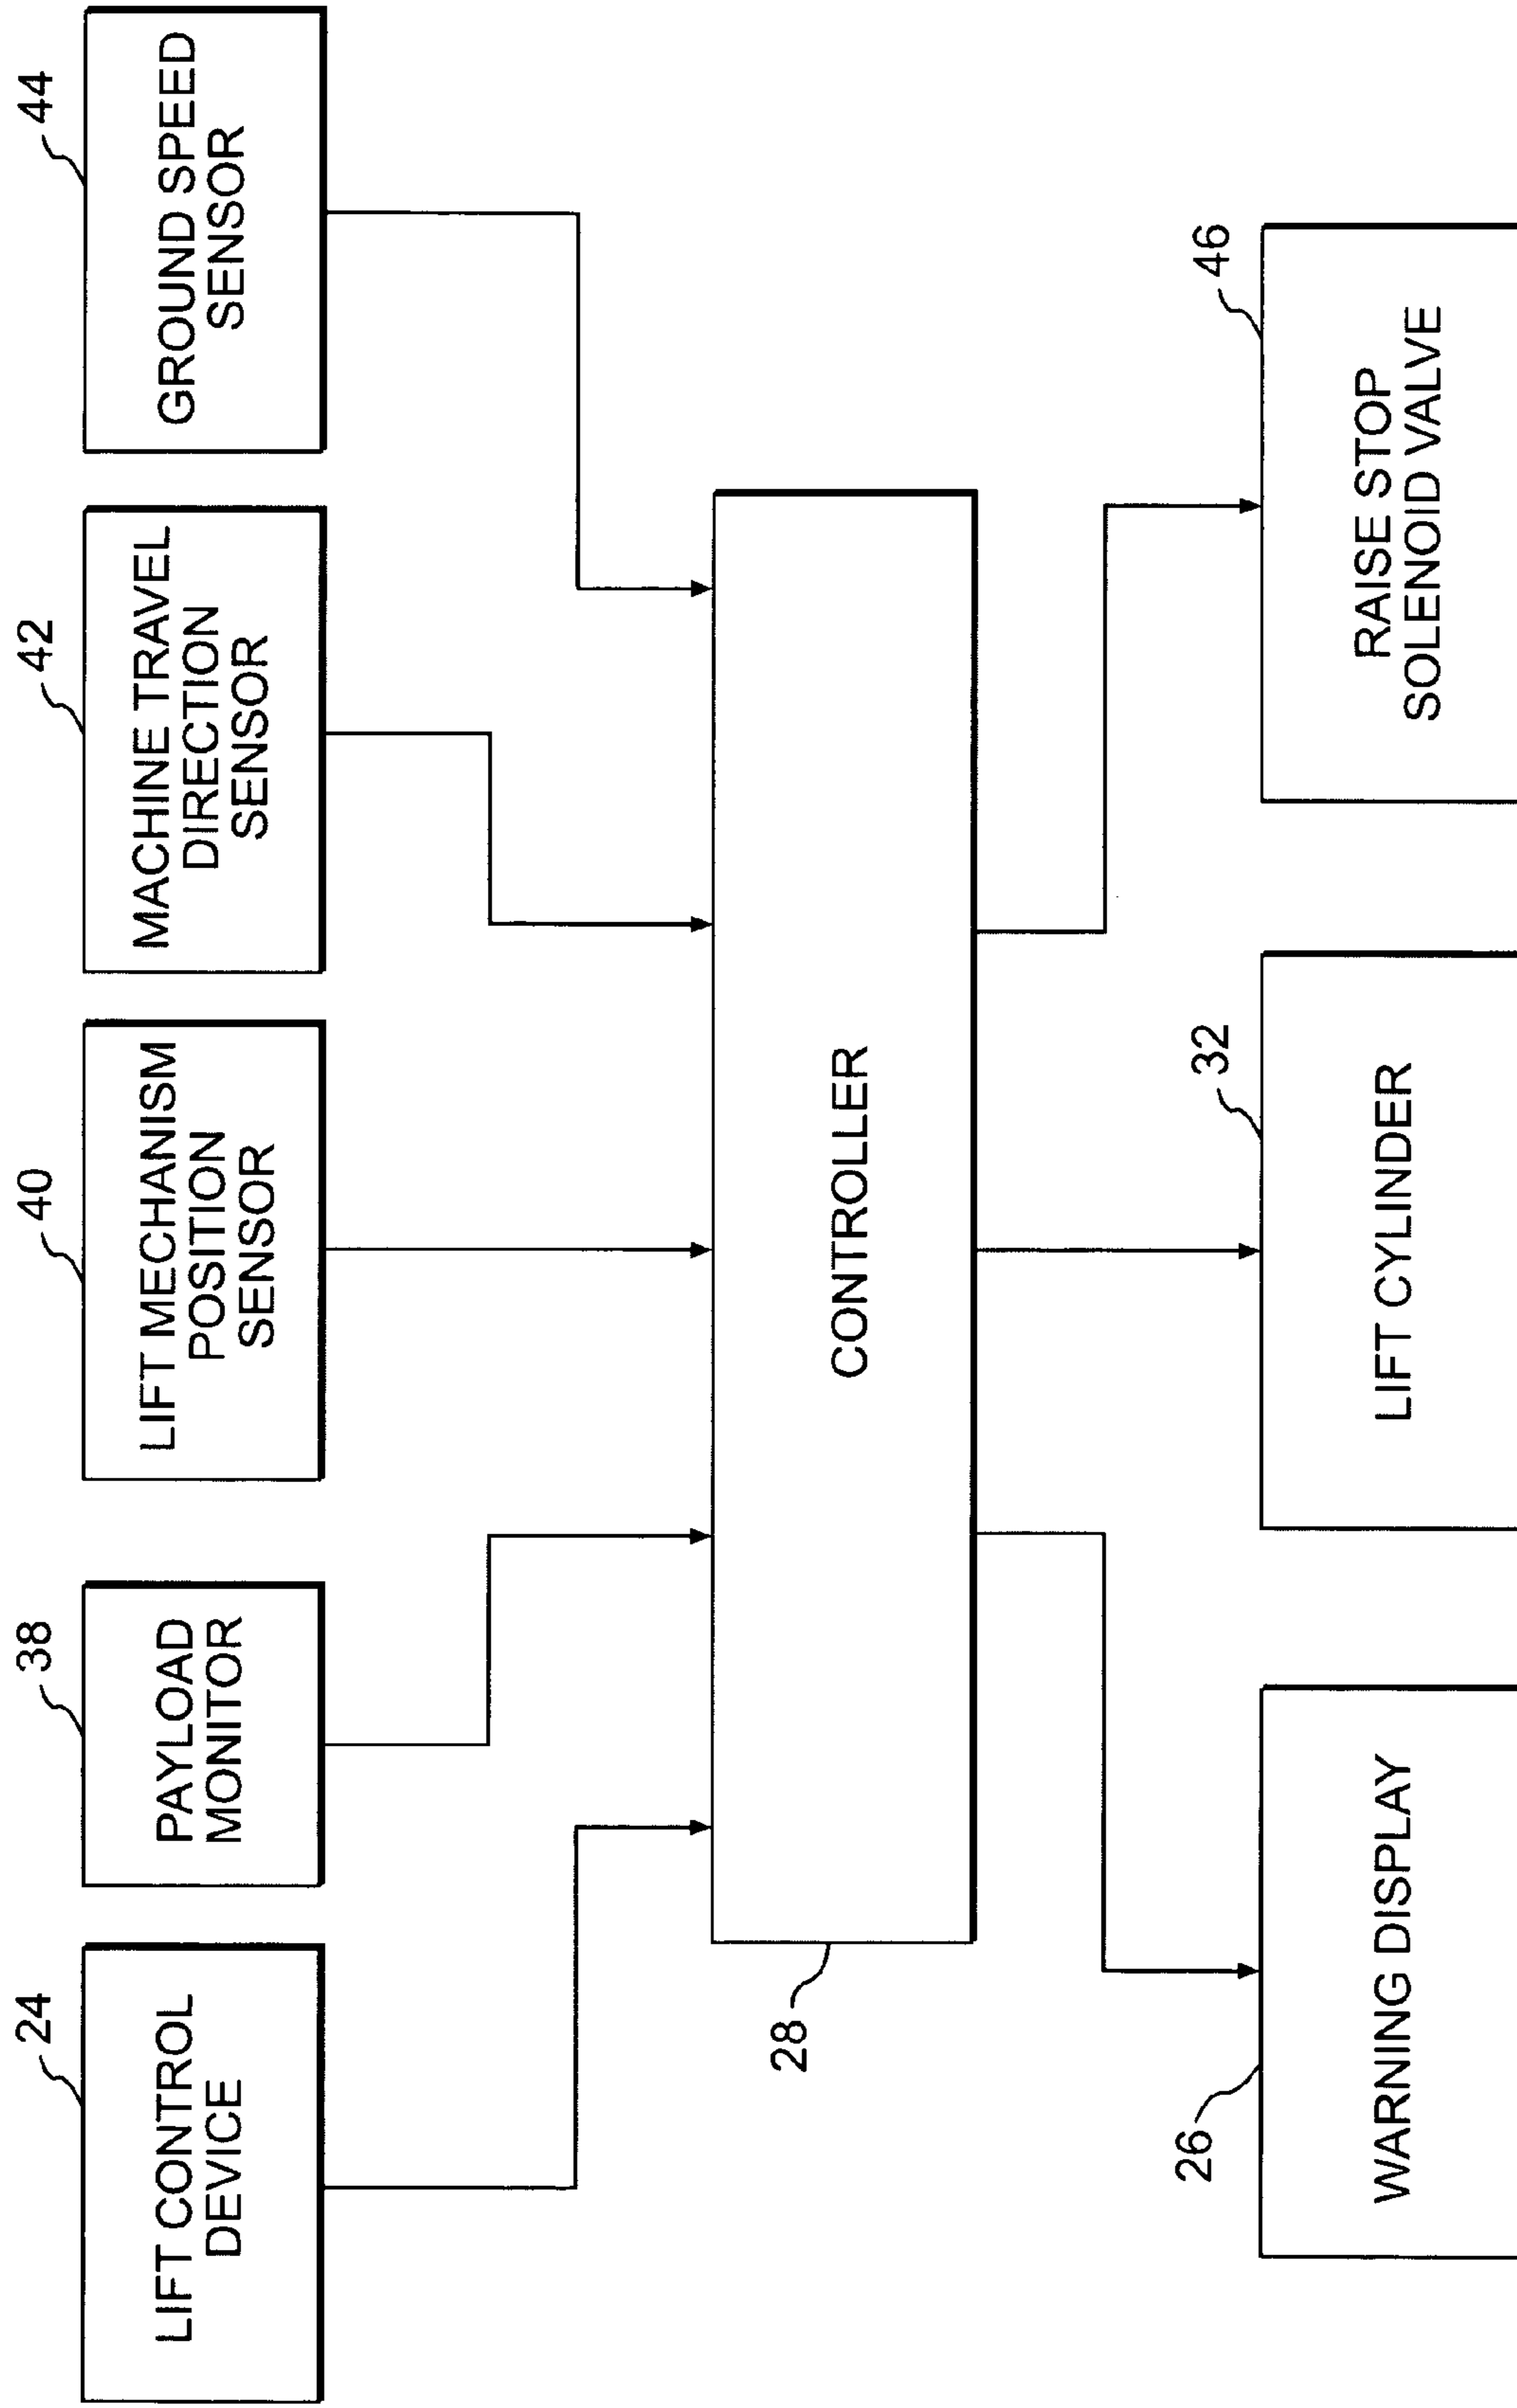 24
LIFT CONTROL
DEVICE
38
PAYLOAD
MONITOR
40
LIFT MECHANISM
POSITION
SENSOR
42
MACHINE TRAVEL
DIRECTION
SENSOR
44
GROUND SPEED
SENSOR
28
CONTROLLER
26
WARNING DISPLAY
32
LIFT CYLINDER
46
RAISE STOP
SOLENOID VALVE